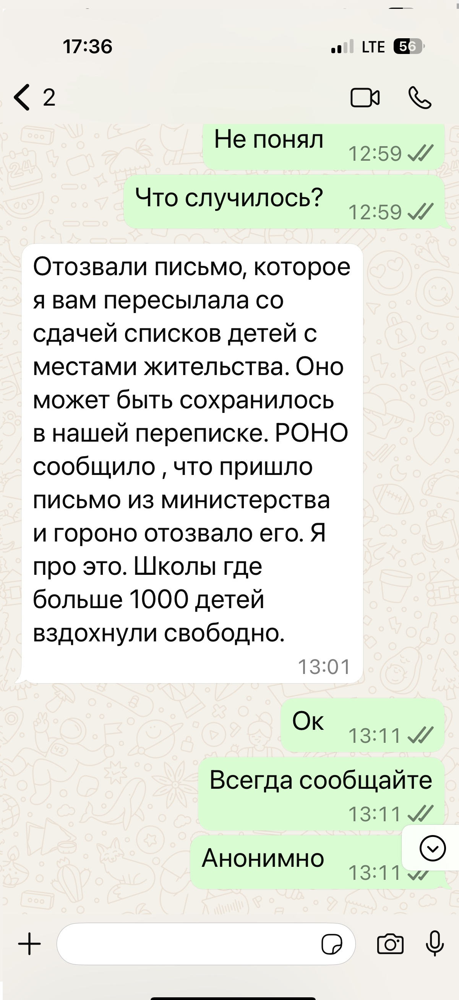 17:36
LTE 56
2
Не понял
12:59
Что случилось?
12:59
Отозвали письмо, которое
я вам пересылала со
сдачей списков детей с
местами жительства. Оно
может быть сохранилось
в нашей переписке. РОНО
сообщило , что пришло
письмо из министерства
и гороно отозвало его. Я
про это. Школы где
больше 1000 детей
вздохнули свободно.
13:01
Ок
13:11
Всегда сообщайте
13:11
Анонимно
13:11